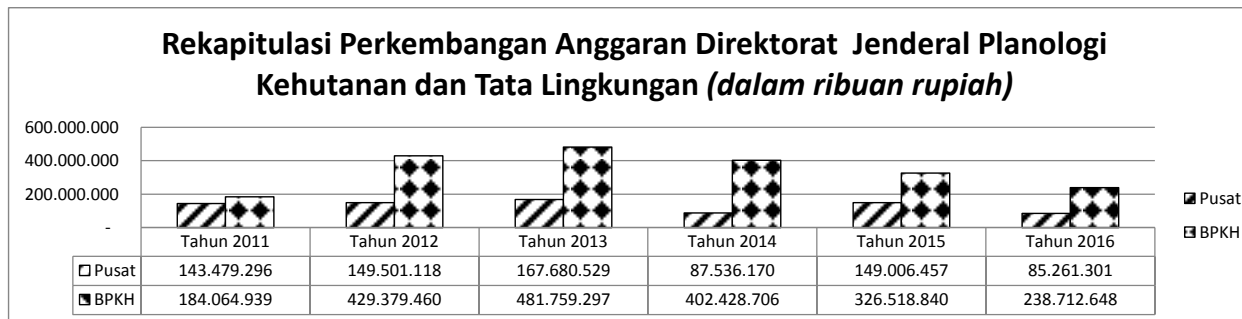 Rekapitulasi Perkembangan Anggaran Direktorat Jenderal Planologi
Kehutanan dan Tata Lingkungan (dalam ribuan rupiah)
600.000.000
400.000.000
200.000.000
-
Pusat
BPKH
Tahun 2011 Tahun 2012 Tahun 2013 Tahun 2014 Tahun 2015 Tahun 2016
Pusat 143.479.296 149.501.118 167.680.529 87.536.170 149.006.457 85.261.301
BPKH 184.064.939 429.379.460 481.759.297 402.428.706 326.518.840 238.712.648